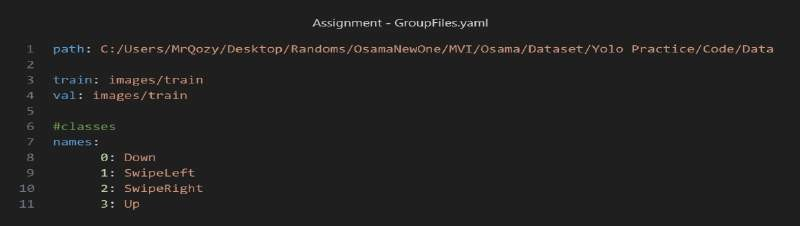 Assignment - GroupFiles.yaml
1 path: C:/Users/MrQozy/Desktop/Randoms/OsamaNewOne/MVI/Osama/Dataset/Yolo Practice/Code/Data
2
3 train: images/train
4 val: images/train
5
6 #classes
7 names:
8 0: Down
9 1: SwipeLeft
10 2: SwipeRight
11 3: Up